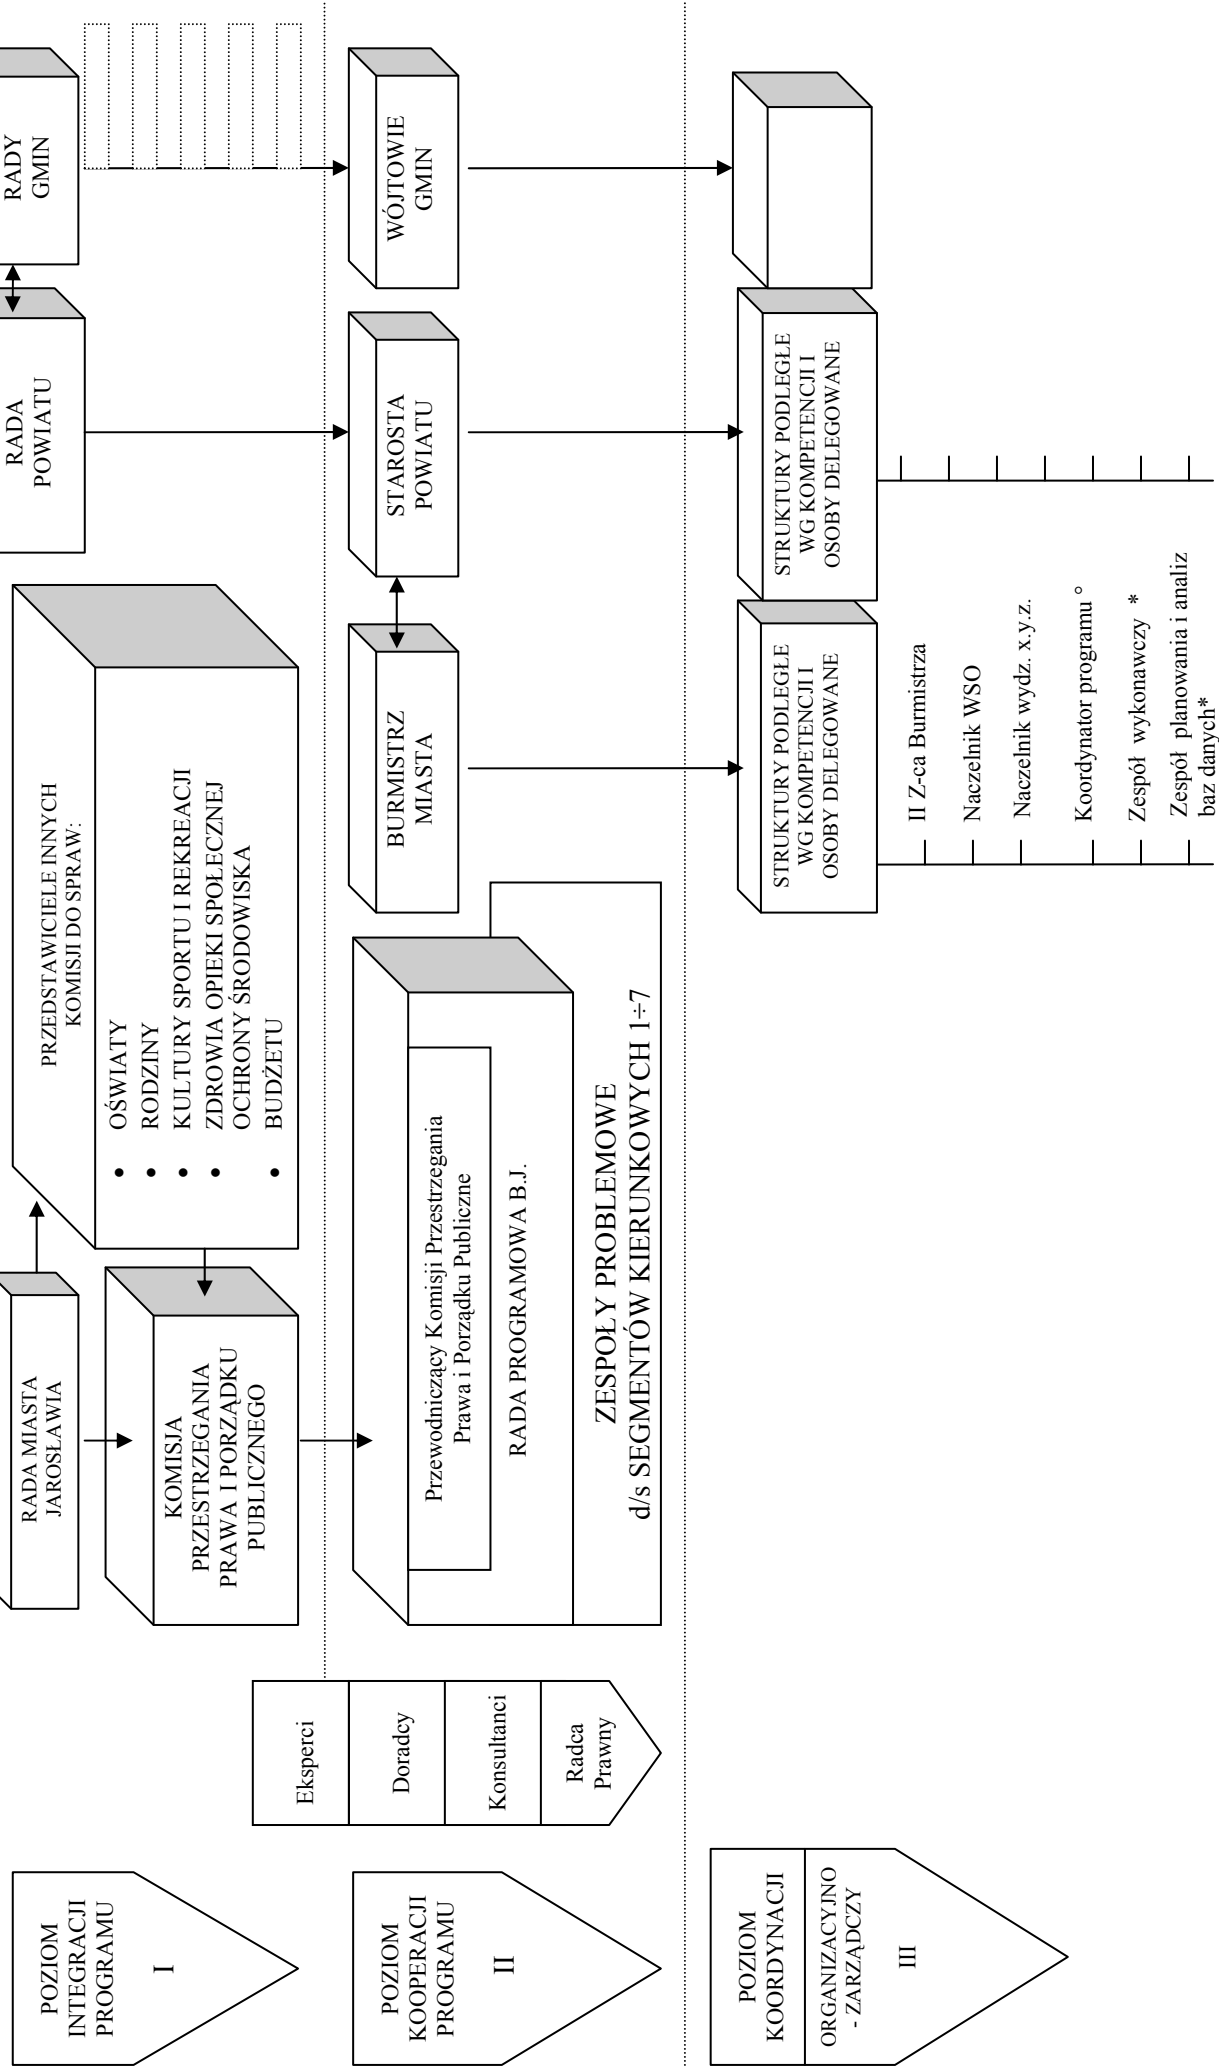 POZIOM
INTEGRACJI
PROGRAMU
I
RADA MIASTA
JAROSŁAWIA
PRZEDSTAWICIELE INNYCH
KOMISJI DO SPRAW:
• OŚWIATY
• RODZINY
• KULTURY SPORTU I REKREACJI
• ZDROWIA OPIEKI SPOŁECZNEJ
OCHRONY ŚRODOWISKA
• BUDŻETU
KOMISJA
PRZESTRZEGANIA
PRAWA I PORZĄDKU
PUBLICZNEGO
RADA
POWIATU
RADY
GMIN
Eksperci
Doradcy
Konsultanci
Radca
Prawny
POZIOM
KOOPERACJI
PROGRAMU
II
Przewodniczący Komisji Przestrzegania
Prawa i Porządku Publiczne
RADA PROGRAMOWA B.J.
ZESPOŁY PROBLEMOWE
d/s SEGMENTÓW KIERUNKOWYCH 1÷7
BURMISTRZ
MIASTA
STAROSTA
POWIATU
WÓJTOWIE
GMIN
POZIOM
KOORDYNACJI
ORGANIZACYJNO
- ZARZĄDCZY
III
STRUKTURY PODLEGŁE
WG KOMPETENCJI I
OSOBY DELEGOWANE
STRUKTURY PODLEGŁE
WG KOMPETENCJI I
OSOBY DELEGOWANE
II Z-ca Burmistrza
Naczelnik WSO
Naczelnik wydz. x.y.z.
Koordynator programu °
Zespół wykonawczy *
Zespół planowania i analiz
baz danych*